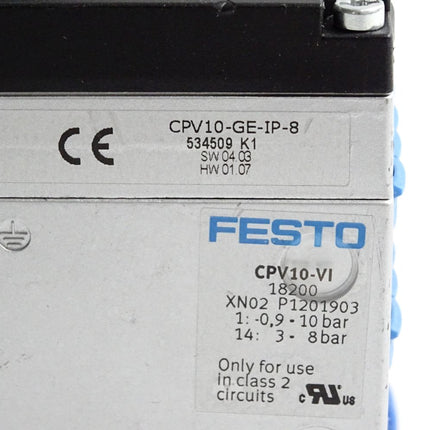 CPV10-GE-IP-8
534509 K1
SW 04.03
HW 01.07
CE
FESTO
CPV10-VI
18200
XN02 P1201903
1: -0,9 - 10 bar
14: 3 - 8 bar
Only for use
in class 2
circuits
c RU US